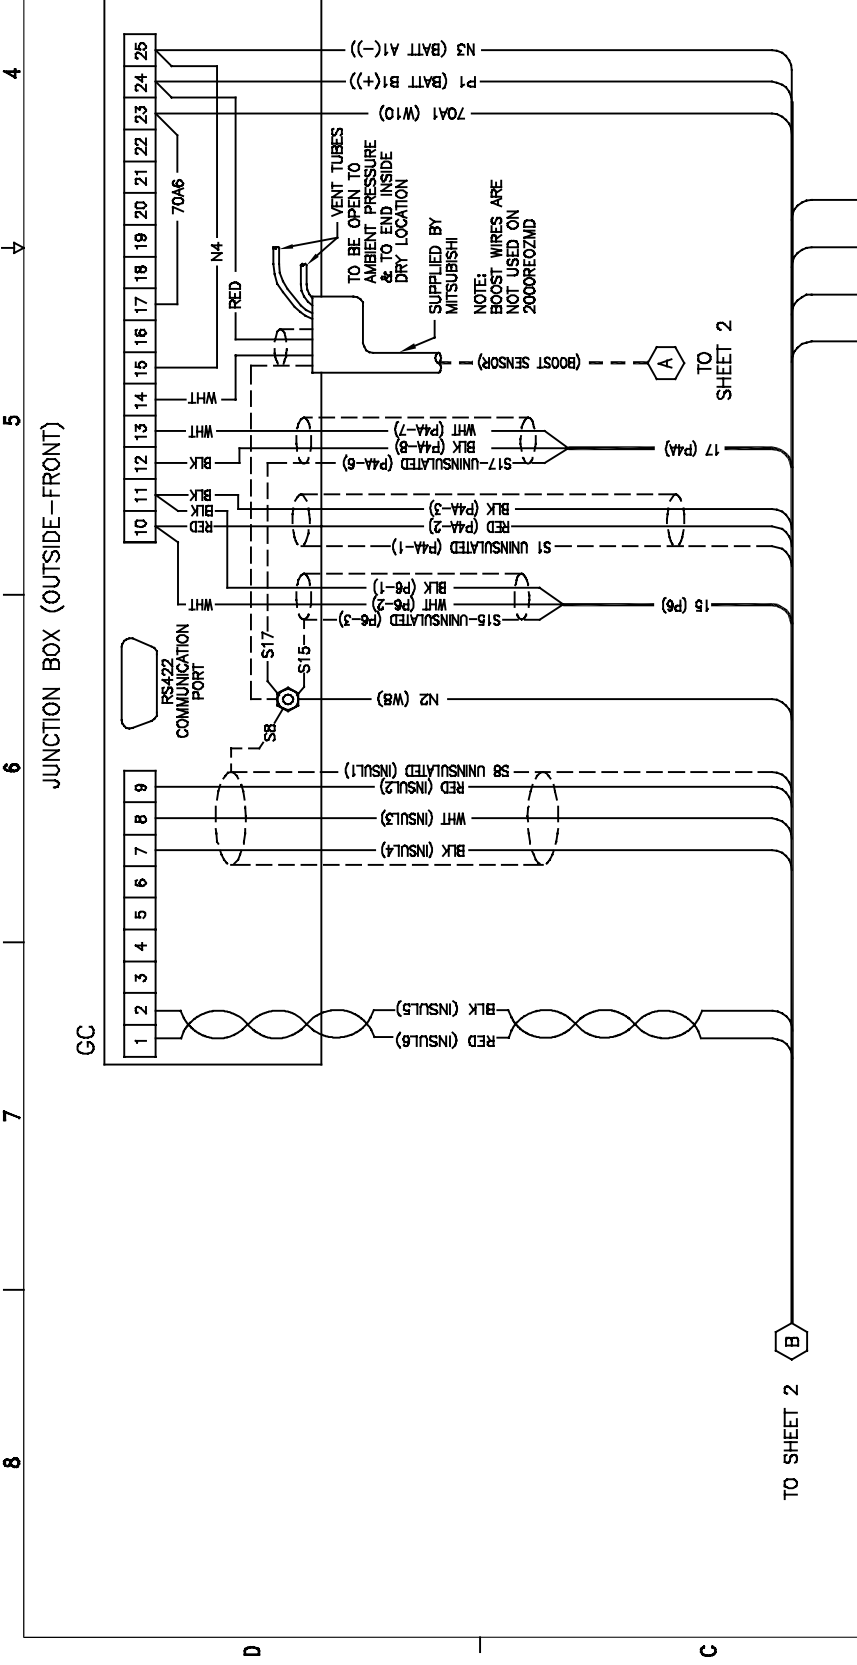 4
5
6
7
8
D
C
JUNCTION BOX (OUTSIDE-FRONT)
GC
25
24
23
22
21
20
19
18
17
16
15
14
13
12
11
10
9
8
7
6
5
4
3
2
1
RS422
COMMUNICATION
PORT
70A6
N4
RED
WHT
WHT
BLK
BLK
BLK
RED
WHT
S17
S15
S8
N3 (BATT A1(-))
P1 (BATT B1(+))
70A1 (W10)
VENT TUBES
TO BE OPEN TO
AMBIENT PRESSURE
& TO END INSIDE
DRY LOCATION
SUPPLIED BY
MITSUBISHI
NOTE:
BOOST WIRES ARE
NOT USED ON
2000REOZMD
(BOOST SENSOR)
A
TO
SHEET 2
WHT (P4A-7)
BLK (P4A-8)
S17-UNINSULATED (P4A-6)
17 (P4A)
BLK (P4A-3)
RED (P4A-2)
S1 UNINSULATED (P4A-1)
BLK (P6-1)
WHT (P6-2)
S15-UNINSULATED (P6-3)
15 (P6)
N2 (W8)
S8 UNINSULATED (INSUL1)
RED (INSUL2)
WHT (INSUL3)
BLK (INSUL4)
BLK (INSUL5)
RED (INSUL6)
B
TO SHEET 2